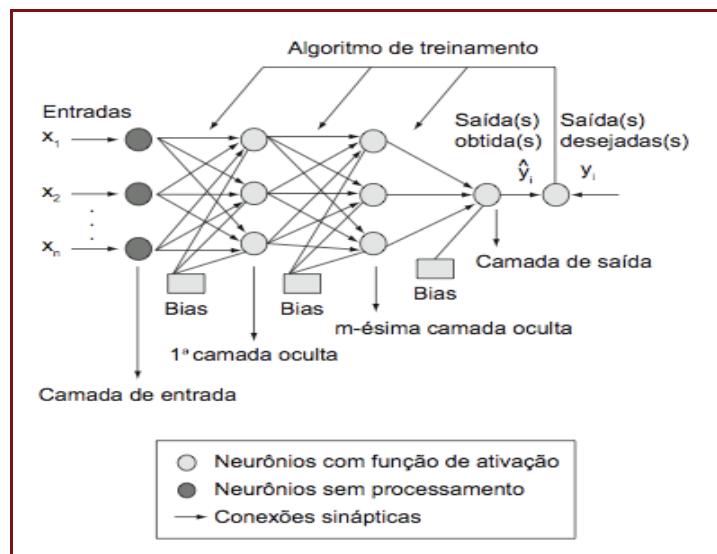 Algoritmo de treinamento
Entradas
Saída(s) Saída(s)
obtida(s) desejadas(s)
x₁
ŷᵢ yᵢ
x₂
xₙ
Camada de saída
Bias
Bias Bias
m-ésima camada oculta
1ª camada oculta
Camada de entrada
Neurônios com função de ativação
Neurônios sem processamento
Conexões sinápticas